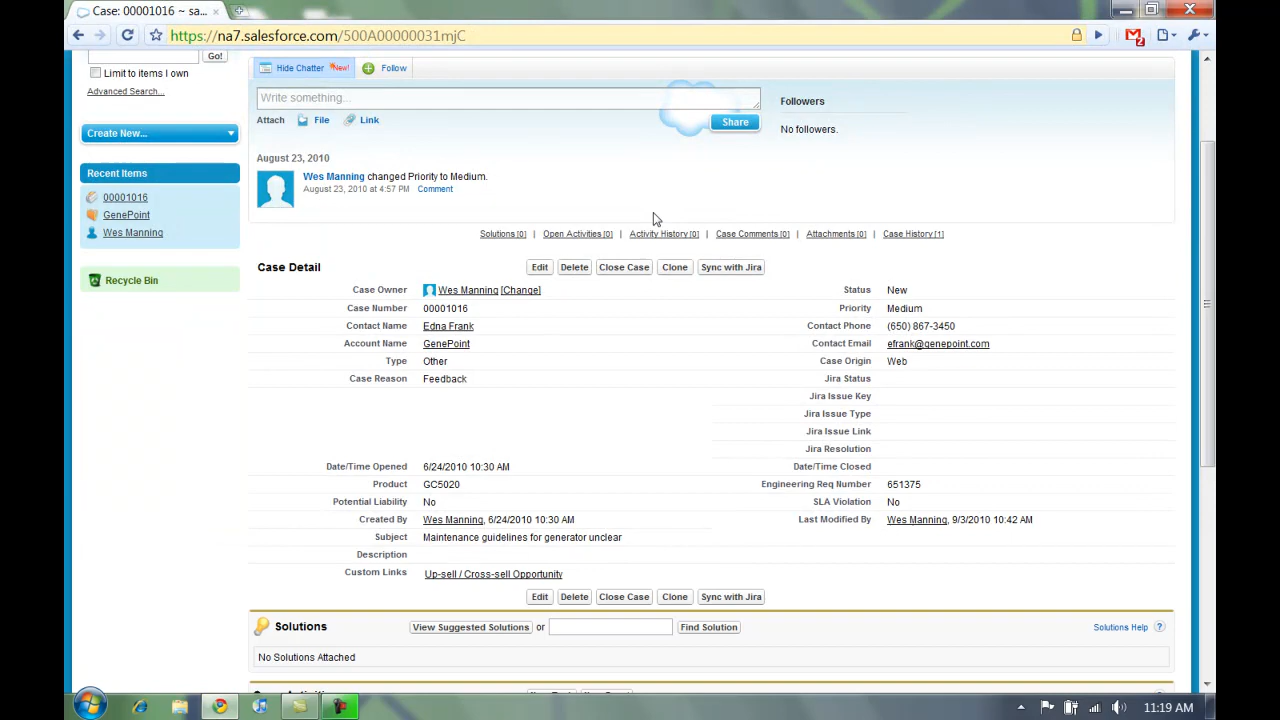 Case: 00001016 ~ sa...
https://na7.salesforce.com/500A00000031mjC
2
Go!
Limit to items I own
Advanced Search...
Create New...
Recent Items
00001016
GenePoint
Wes Manning
Recycle Bin
Hide Chatter New! Follow
Write something...
Attach File Link Share
Followers
No followers.
August 23, 2010
Wes Manning changed Priority to Medium.
August 23, 2010 at 4:57 PM Comment
Solutions [0] | Open Activities [0] | Activity History [0] | Case Comments [0] | Attachments [0] | Case History [1]
Case Detail Edit Delete Close Case Clone Sync with Jira
Case Owner Wes Manning [Change] Status New
Case Number 00001016 Priority Medium
Contact Name Edna Frank Contact Phone (650) 867-3450
Account Name GenePoint Contact Email efrank@genepoint.com
Type Other Case Origin Web
Case Reason Feedback Jira Status
Jira Issue Key
Jira Issue Type
Jira Issue Link
Jira Resolution
Date/Time Opened 6/24/2010 10:30 AM Date/Time Closed
Product GC5020 Engineering Req Number 651375
Potential Liability No SLA Violation No
Created By Wes Manning, 6/24/2010 10:30 AM Last Modified By Wes Manning, 9/3/2010 10:42 AM
Subject Maintenance guidelines for generator unclear
Description
Custom Links Up-sell / Cross-sell Opportunity
Edit Delete Close Case Clone Sync with Jira
Solutions View Suggested Solutions or Find Solution Solutions Help ?
No Solutions Attached
11:19 AM